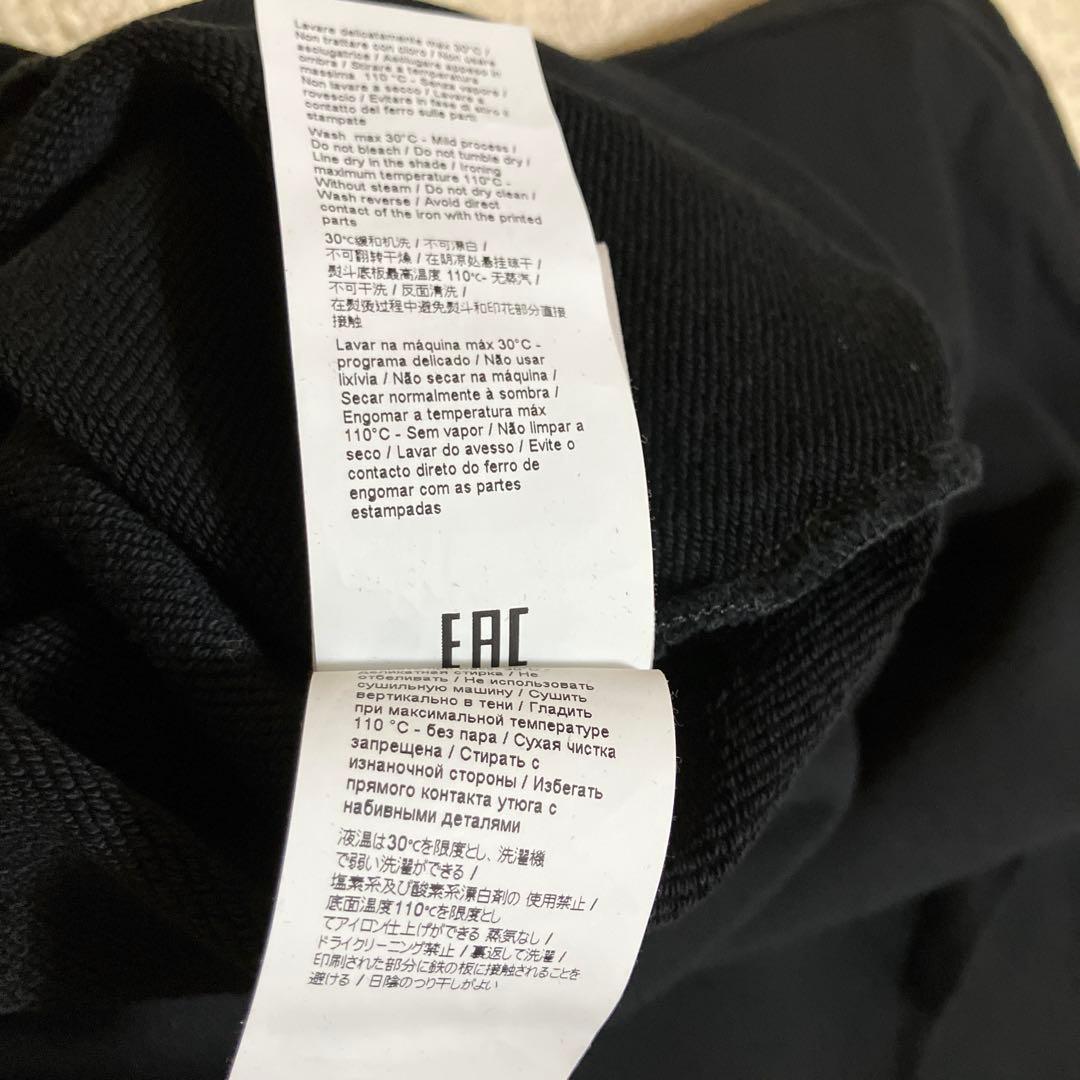 Lavare delicatamente max 30°C /
Non trattare con cloro / Non usare
asciugatrice / Asciugare appeso in
ombra / Stirare a temperatura
massima 110 °C - Senza vapore /
Non lavare a secco / Lavare a
rovescio / Evitare in fase di stiro il
contatto del ferro sulle parti
stampate
Wash max 30°C - Mild process /
Do not bleach / Do not tumble dry /
Line dry in the shade / Ironing
maximum temperature 110°C -
Without steam / Do not dry clean /
Wash reverse / Avoid direct
contact of the iron with the printed
parts
30℃缓和机洗 / 不可漂白 /
不可翻转干燥 / 在阴凉处悬挂晾干 /
熨斗底板最高温度 110℃- 无蒸汽 /
不可干洗 / 反面清洗 /
在熨後过程中避免熨斗和印花部分直接
接触
Lavar na máquina máx 30°C -
programa delicado / Não usar
lixívia / Não secar na máquina /
Secar normalmente à sombra /
Engomar a temperatura máx
110°C - Sem vapor / Não limpar a
seco / Lavar do avesso / Evite o
contacto direto do ferro de
engomar com as partes
estampadas
EAC
деликатная стирка / Не
отбеливать / Не использовать
сушильную машину / Сушить
вертикально в тени / Гладить
при максимальной температуре
110 °C - без пара / Сухая чистка
запрещена / Стирать с
изнаночной стороны / Избегать
прямого контакта утюга с
набивными деталями
液温は30℃を限度とし、洗濯機
で弱い洗濯ができる /
塩素系及び酸素系漂白剤の 使用禁止 /
底面温度110℃を限度とし
てアイロン仕上げができる 蒸気なし /
ドライクリーニング禁止 / 裏返して洗濯 /
印刷された部分に鉄の板に接触されることを
避ける / 日陰のつり干しがよい